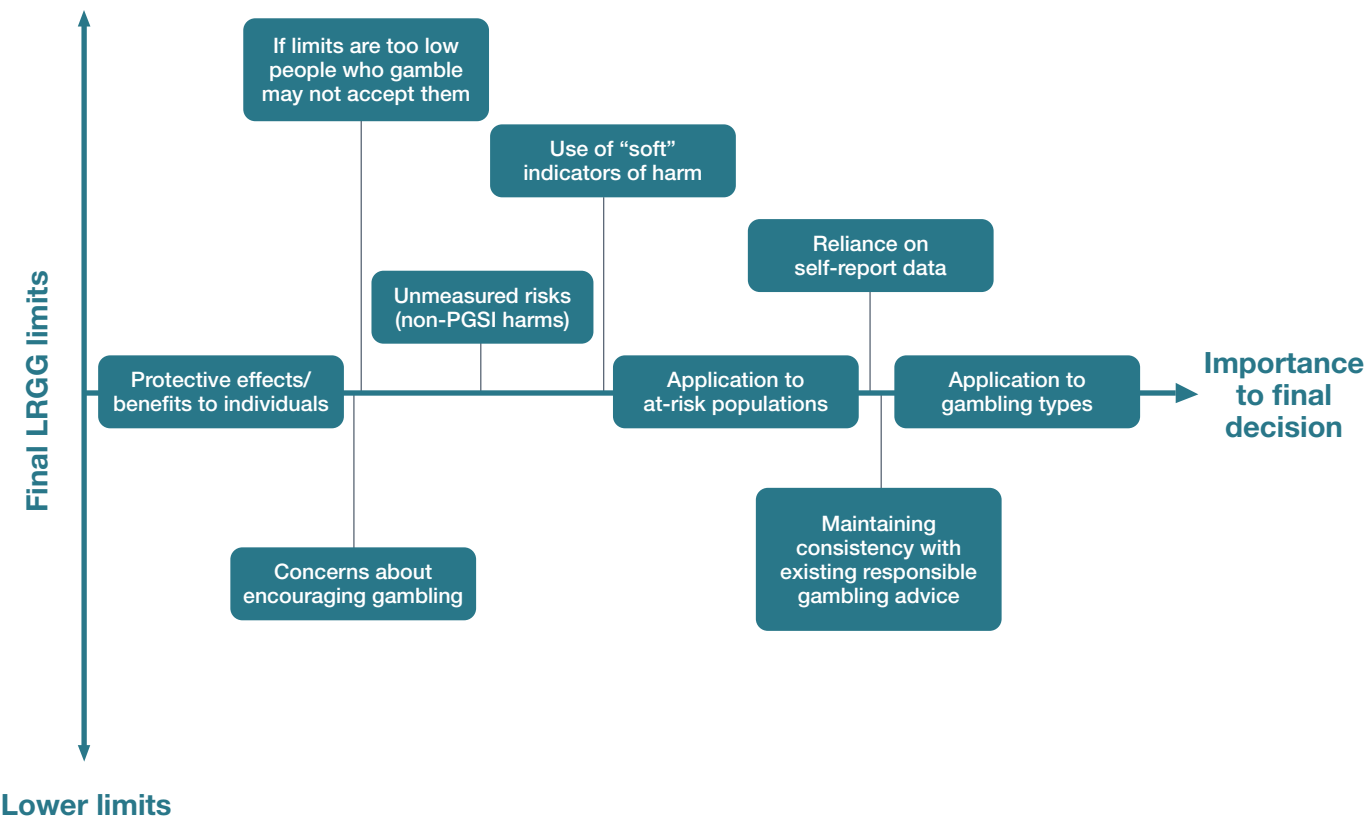 If limits are too low
people who gamble
may not accept them
Use of “soft”
indicators of harm
Reliance on
self-report data
Unmeasured risks
(non-PGSI harms)
Final LRGG limits
Protective effects/
benefits to individuals
Application to
at-risk populations
Application to
gambling types
Importance
to final
decision
Concerns about
encouraging gambling
Maintaining
consistency with
existing responsible
gambling advice
Lower limits